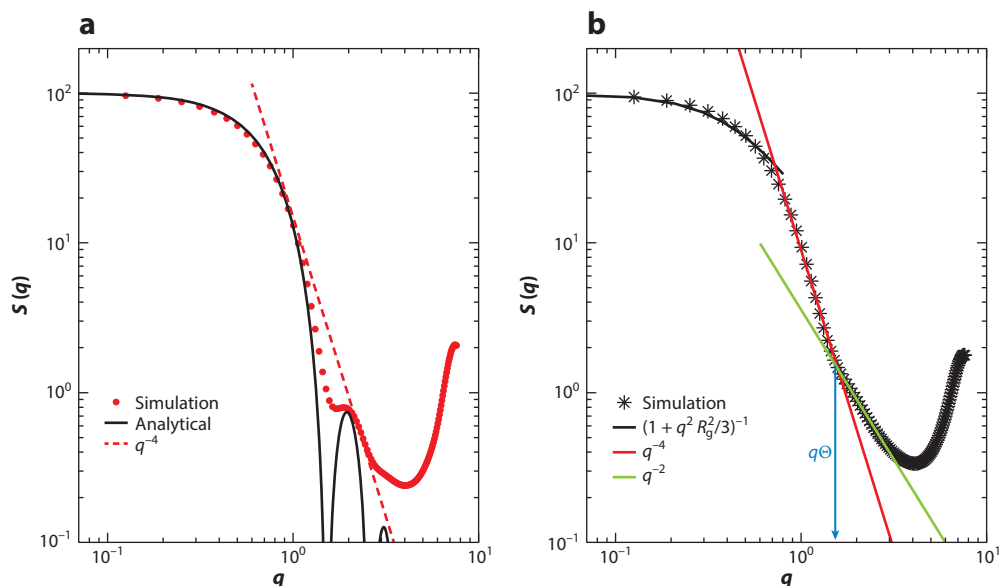 a
10²
10¹
10⁰
10⁻¹
S(q)
Simulation
Analytical
q⁻⁴
10⁻¹
10⁰
10¹
q
b
10²
10¹
10⁰
10⁻¹
S(q)
Simulation
(1 + q² R_g²/3)⁻¹
q⁻⁴
q⁻²
qΘ
10⁻¹
10⁰
10¹
q